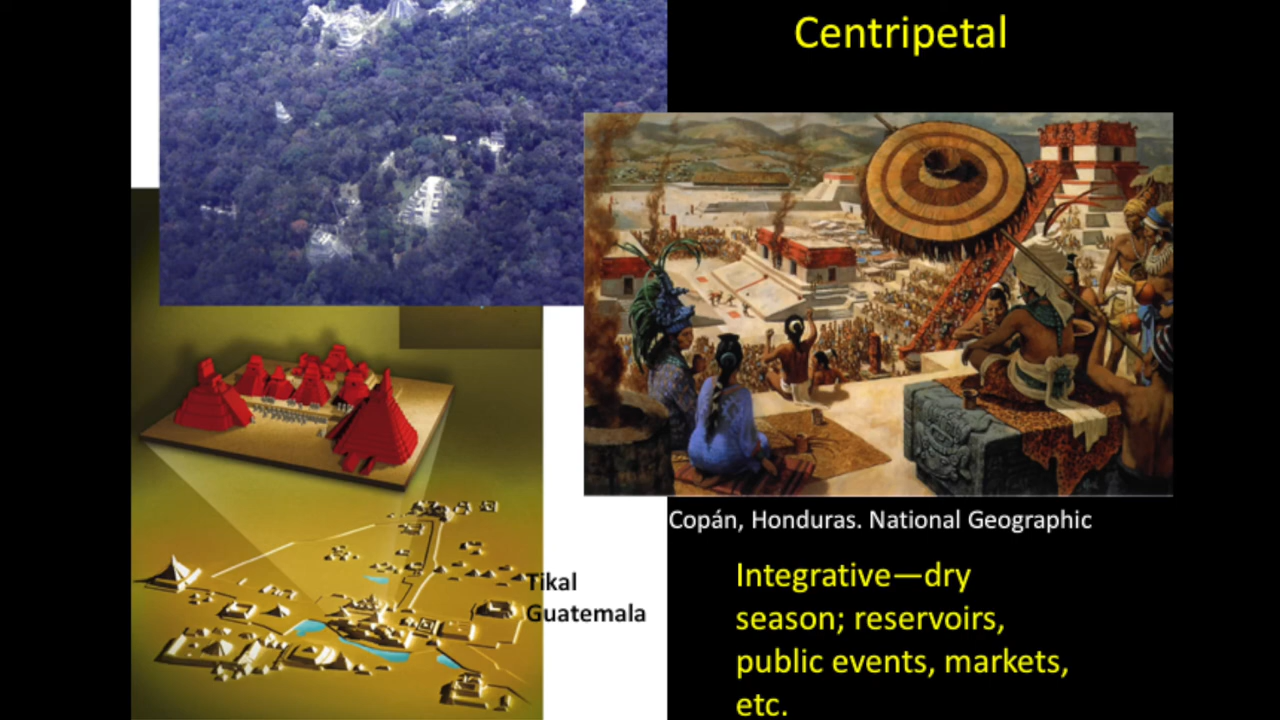 Centripetal
Copán, Honduras. National Geographic
Tikal
Guatemala
Integrative—dry
season; reservoirs,
public events, markets,
etc.